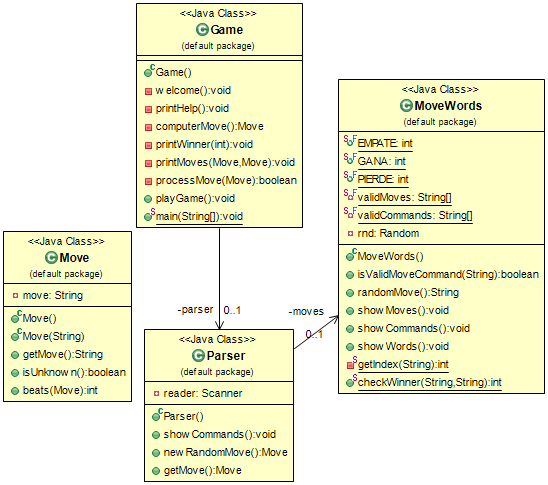 <<Java Class>>
Game
(default package)
Game()
welcome():void
printHelp():void
computerMove():Move
printWinner(int):void
printMoves(Move,Move):void
processMove(Move):boolean
playGame():void
main(String[]):void
<<Java Class>>
MoveWords
(default package)
EMPATE: int
GANA: int
PIERDE: int
validMoves: String[]
validCommands: String[]
rnd: Random
MoveWords()
isValidMoveCommand(String):boolean
randomMove():String
showMoves():void
showCommands():void
showWords():void
getIndex(String):int
checkWinner(String,String):int
<<Java Class>>
Move
(default package)
move: String
Move()
Move(String)
getMove():String
isUnknown():boolean
beats(Move):int
-parser
0..1
-moves
0..1
<<Java Class>>
Parser
(default package)
reader: Scanner
Parser()
showCommands():void
newRandomMove():Move
getMove():Move